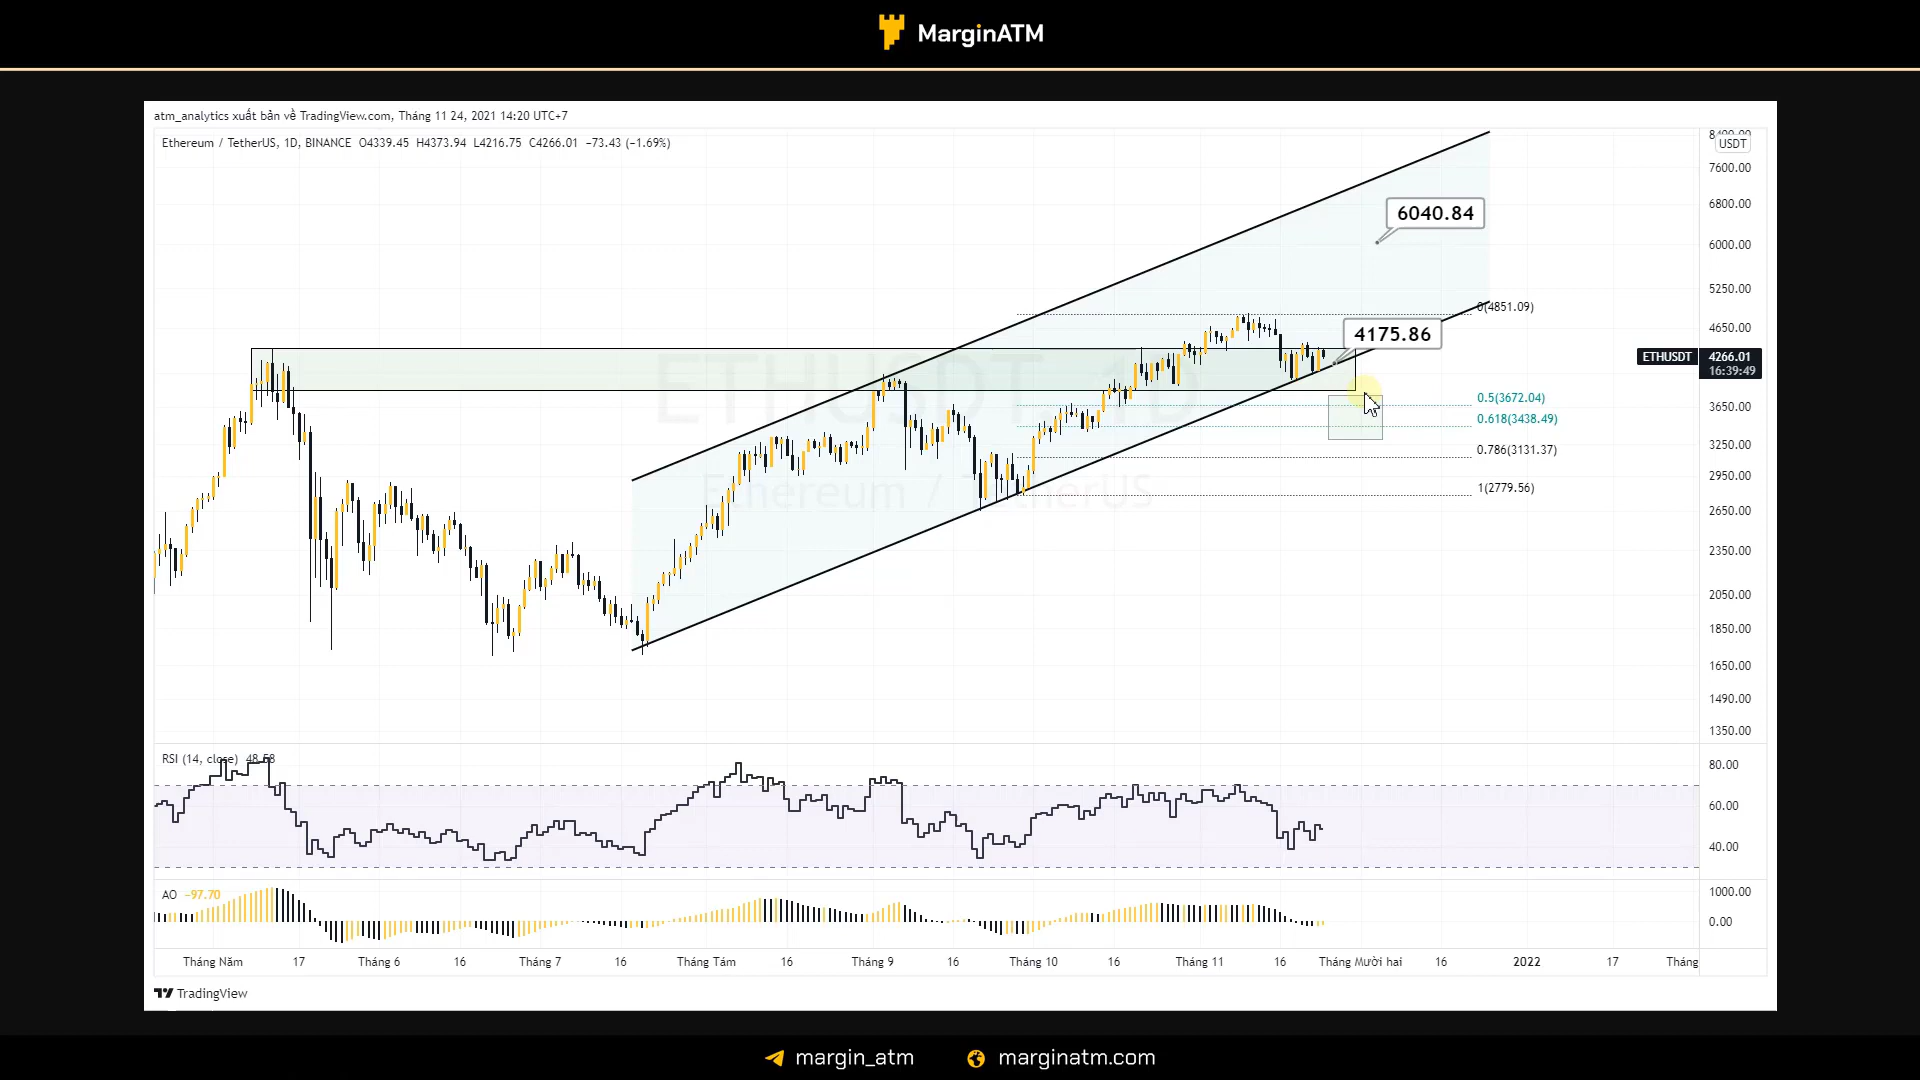 MarginATM
atm_analytics xuất bản về TradingView.com, Tháng 11 24, 2021 14:20 UTC+7
Ethereum / TetherUS, 1D, BINANCE O4339.45 H4373.94 L4216.75 C4266.01 −73.43 (−1.69%)
8400.00
USDT
7600.00
6800.00
6040.84
6000.00
5250.00
0(4851.09)
4650.00
4175.86
ETHUSDT 4266.01
16:39:49
ETHUSDT, 1D
0.5(3672.04)
3650.00
0.618(3438.49)
3250.00
0.786(3131.37)
2950.00
Ethereum / TetherUS
1(2779.56)
2650.00
2350.00
2050.00
1850.00
1650.00
1490.00
1350.00
RSI (14, close) 48.58
80.00
60.00
40.00
AO −97.70
1000.00
0.00
Tháng Năm 17 Tháng 6 16 Tháng 7 16 Tháng Tám 16 Tháng 9 16 Tháng 10 16 Tháng 11 16 Tháng Mười hai 16 2022 17 Tháng
TradingView
margin_atm marginatm.com